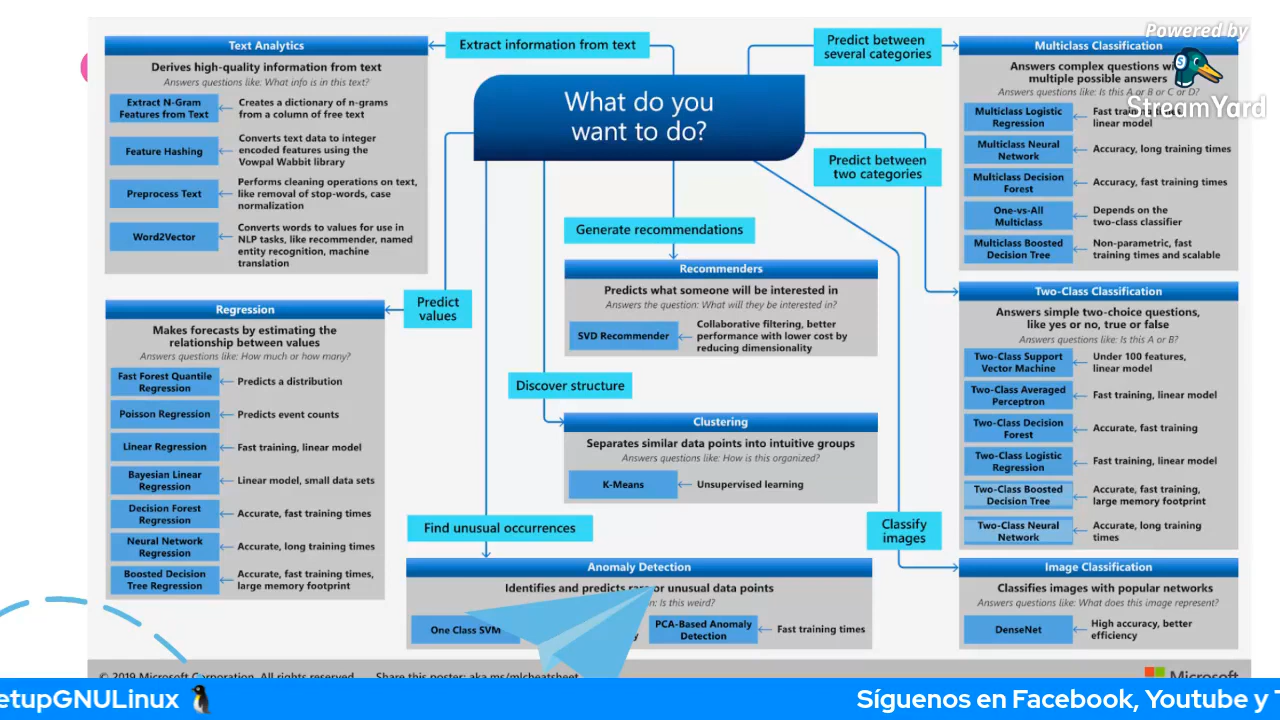 Powered by
StreamYard
What do you
want to do?
Extract information from text
Text Analytics
Derives high-quality information from text
Answers questions like: What info is in this text?
Extract N-Gram
Features from Text
Creates a dictionary of n-grams
from a column of free text
Feature Hashing
Converts text data to integer
encoded features using the
Vowpal Wabbit library
Preprocess Text
Performs cleaning operations on text,
like removal of stop-words, case
normalization
Word2Vector
Converts words to values for use in
NLP tasks, like recommender, named
entity recognition, machine
translation
Predict
values
Regression
Makes forecasts by estimating the
relationship between values
Answers questions like: How much or how many?
Fast Forest Quantile
Regression
Predicts a distribution
Poisson Regression
Predicts event counts
Linear Regression
Fast training, linear model
Bayesian Linear
Regression
Linear model, small data sets
Decision Forest
Regression
Accurate, fast training times
Neural Network
Regression
Accurate, long training times
Boosted Decision
Tree Regression
Accurate, fast training times,
large memory footprint
Generate recommendations
Recommenders
Predicts what someone will be interested in
Answers the question: What will they be interested in?
SVD Recommender
Collaborative filtering, better
performance with lower cost by
reducing dimensionality
Discover structure
Clustering
Separates similar data points into intuitive groups
Answers questions like: How is this organized?
K-Means
Unsupervised learning
Find unusual occurrences
Anomaly Detection
Identifies and predicts rare or unusual data points
Is this weird?
One Class SVM
PCA-Based Anomaly
Detection
Fast training times
Predict between
several categories
Multiclass Classification
Answers complex questions
multiple possible answers
Answers questions like: Is this A or B or C or D?
Multiclass Logistic
Regression
Fast training times
linear model
Multiclass Neural
Network
Accuracy, long training times
Multiclass Decision
Forest
Accuracy, fast training times
One-vs-All
Multiclass
Depends on the
two-class classifier
Multiclass Boosted
Decision Tree
Non-parametric, fast
training times and scalable
Predict between
two categories
Two-Class Classification
Answers simple two-choice questions,
like yes or no, true or false
Answers questions like: Is this A or B?
Two-Class Support
Vector Machine
Under 100 features,
linear model
Two-Class Averaged
Perceptron
Fast training, linear model
Two-Class Decision
Forest
Accurate, fast training
Two-Class Logistic
Regression
Fast training, linear model
Two-Class Boosted
Decision Tree
Accurate, fast training,
large memory footprint
Two-Class Neural
Network
Accurate, long training
times
Classify
images
Image Classification
Classifies images with popular networks
Answers questions like: What does this image represent?
DenseNet
High accuracy, better
efficiency
© 2019 Microsoft Corporation. All rights reserved.
Share this poster: aka.ms/mlcheatsheet
Microsoft
etupGNULinux 🐧
Síguenos en Facebook, Youtube y T